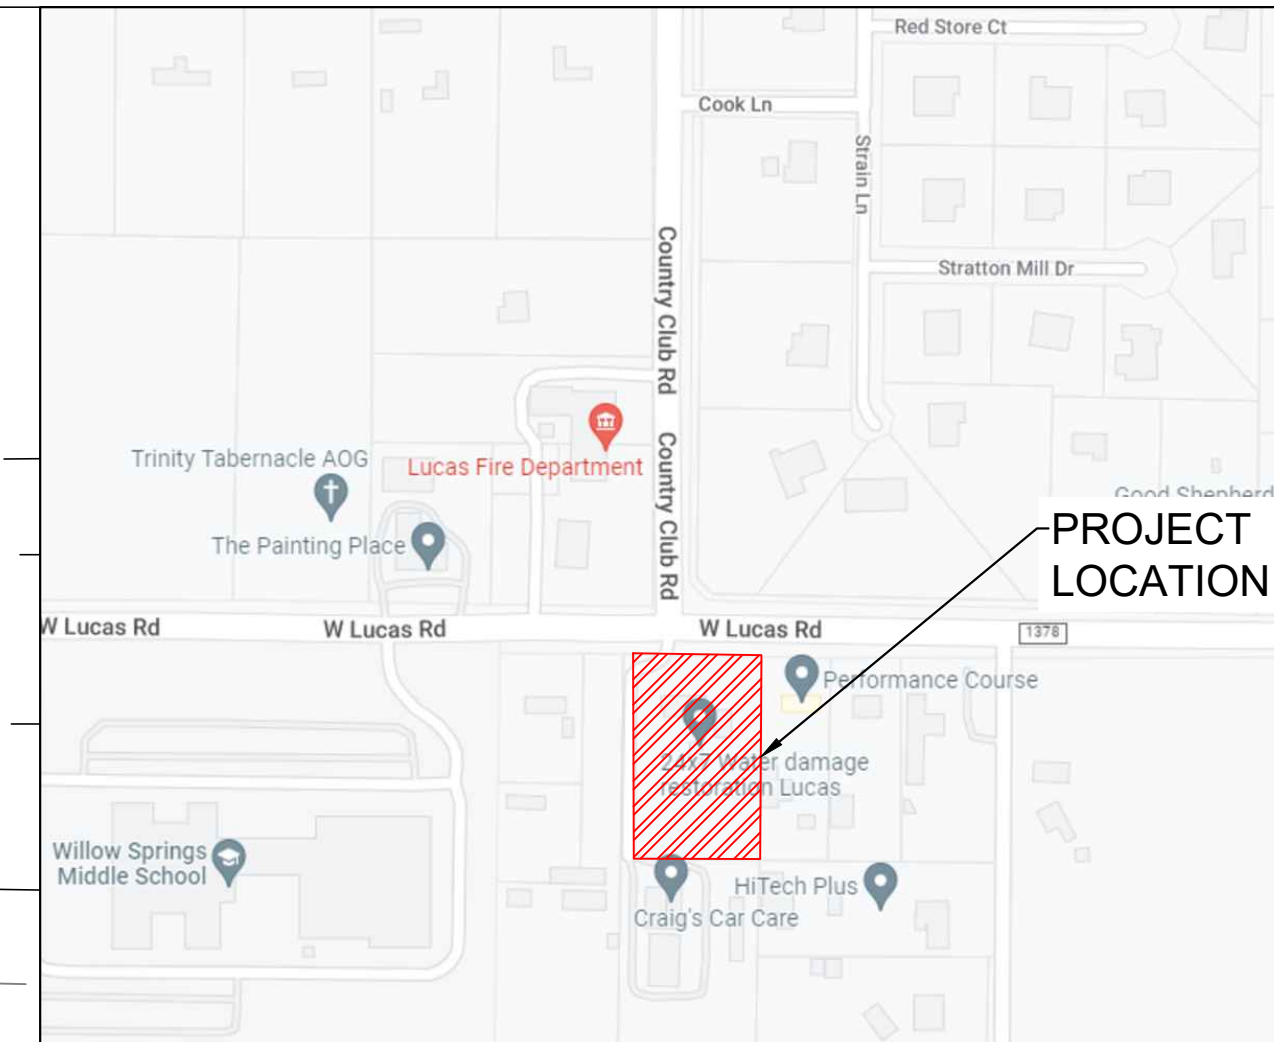 Red Store Ct
Cook Ln
Strain Ln
Stratton Mill Dr
Country Club Rd
Country Club Rd
Trinity Tabernacle AOG
Lucas Fire Department
The Painting Place
Good Shepherd
PROJECT
LOCATION
W Lucas Rd
W Lucas Rd
W Lucas Rd
1378
Performance Course
24x7 Water damage
restoration Lucas
Willow Springs
Middle School
HiTech Plus
Craig's Car Care